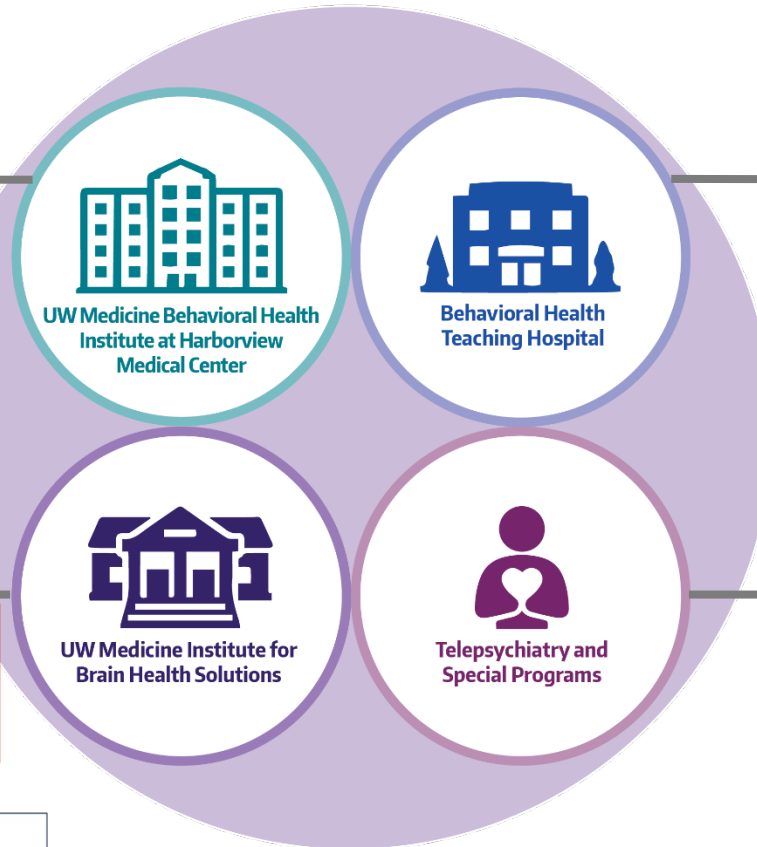 UW Medicine Behavioral Health
Institute at Harborview
Medical Center
Behavioral Health
Teaching Hospital
UW Medicine Institute for
Brain Health Solutions
Telepsychiatry and
Special Programs